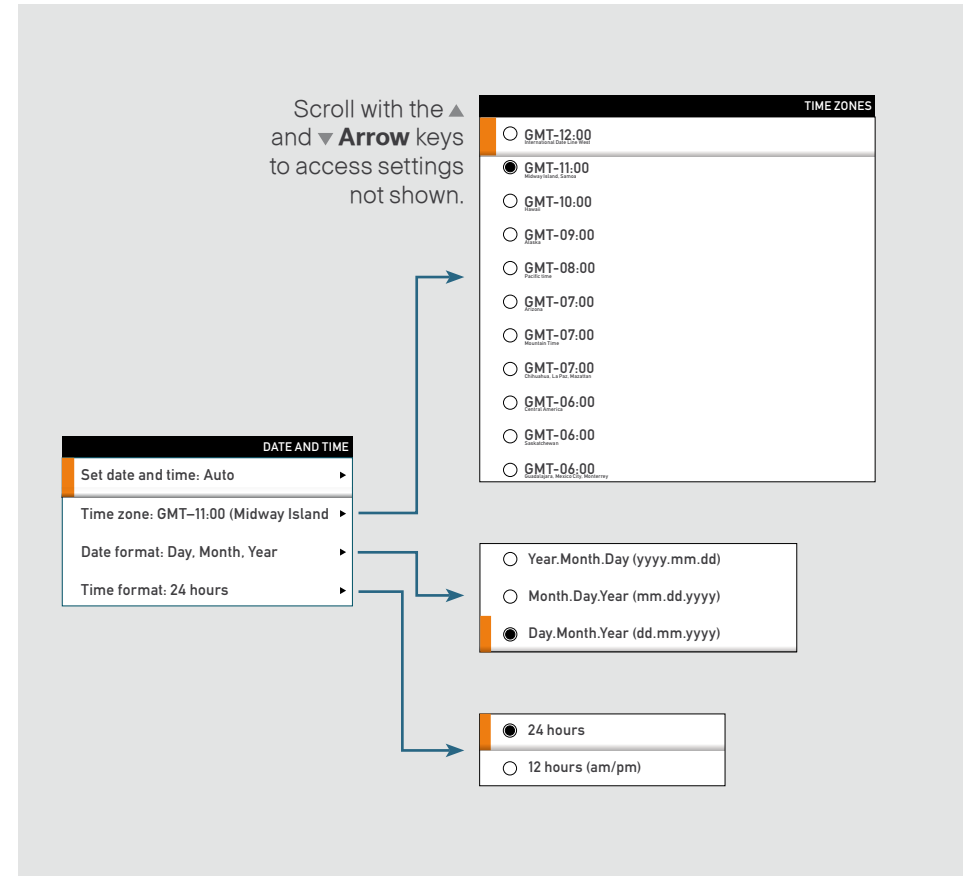 Scroll with the ▲
and ▼ Arrow keys
to access settings
not shown.
TIME ZONES
GMT-12:00
International Date Line West
GMT-11:00
Midway Island, Samoa
GMT-10:00
Hawaii
GMT-09:00
Alaska
GMT-08:00
Pacific time
GMT-07:00
Arizona
GMT-07:00
Mountain Time
GMT-07:00
Chihuahua, La Paz, Mazatlan
GMT-06:00
Central America
GMT-06:00
Saskatchewan
GMT-06:00
Guadalajara, Mexico City, Monterrey
DATE AND TIME
Set date and time: Auto
Time zone: GMT–11:00 (Midway Island
Date format: Day, Month, Year
Time format: 24 hours
Year.Month.Day (yyyy.mm.dd)
Month.Day.Year (mm.dd.yyyy)
Day.Month.Year (dd.mm.yyyy)
24 hours
12 hours (am/pm)